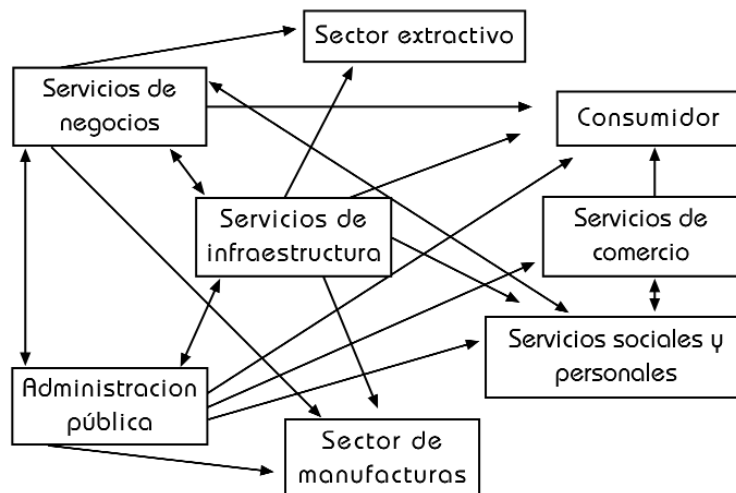 Sector extractivo
Servicios de
negocios
Consumidor
Servicios de
infraestructura
Servicios de
comercio
Servicios sociales y
personales
Administracion
pública
Sector de
manufacturas